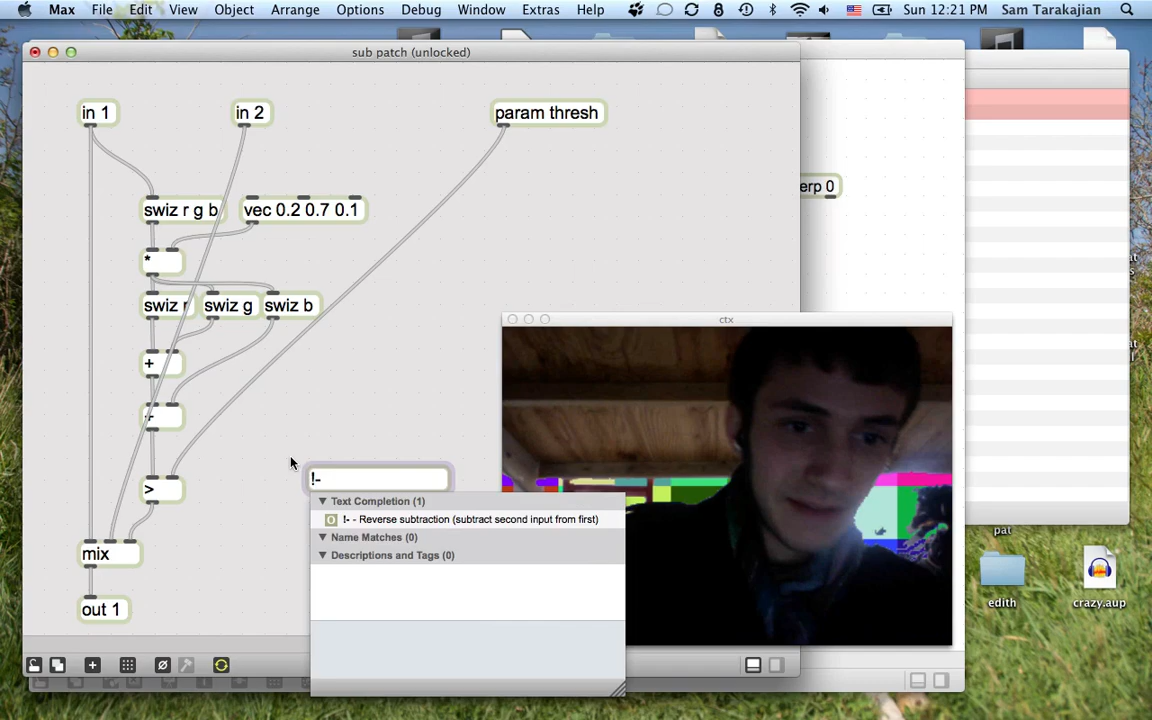 Max File Edit View Object Arrange Options Debug Window Extras Help Sun 12:21 PM Sam Tarakajian
sub patch (unlocked)
in 1
in 2
param thresh
erp 0
swiz r g b
vec 0.2 0.7 0.1
*
swiz r
swiz g
swiz b
ctx
+
+
!-
>
Text Completion (1)
!- - Reverse subtraction (subtract second input from first)
Name Matches (0)
Descriptions and Tags (0)
pat
mix
edith
crazy.aup
out 1